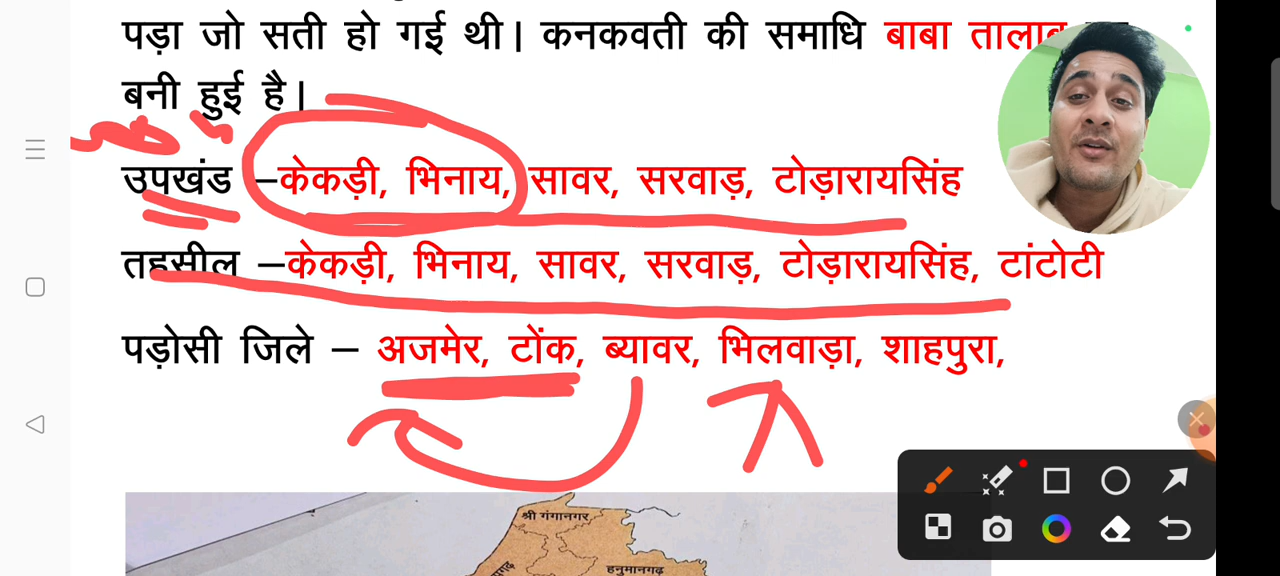 पड़ा जो सती हो गई थी। कनकवती की समाधि बाबा तालाब
बनी हुई है।
उपखंड –केकड़ी, भिनाय, सावर, सरवाड़, टोड़ारायसिंह
तहसील –केकड़ी, भिनाय, सावर, सरवाड़, टोड़ारायसिंह, टांटोटी
पड़ोसी जिले – अजमेर, टोंक, ब्यावर, भिलवाड़ा, शाहपुरा,
श्री गंगानगर
हनुमानगढ़